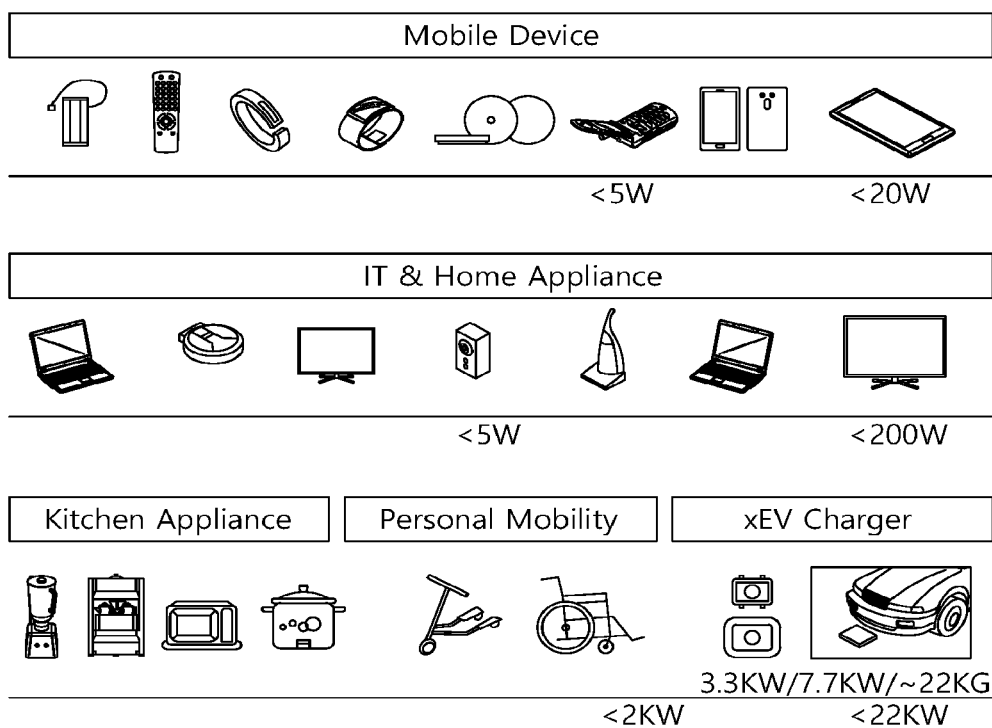 Mobile Device
<5W <20W
IT & Home Appliance
<5W <200W
Kitchen Appliance Personal Mobility xEV Charger
3.3KW/7.7KW/~22KG
<2KW <22KW